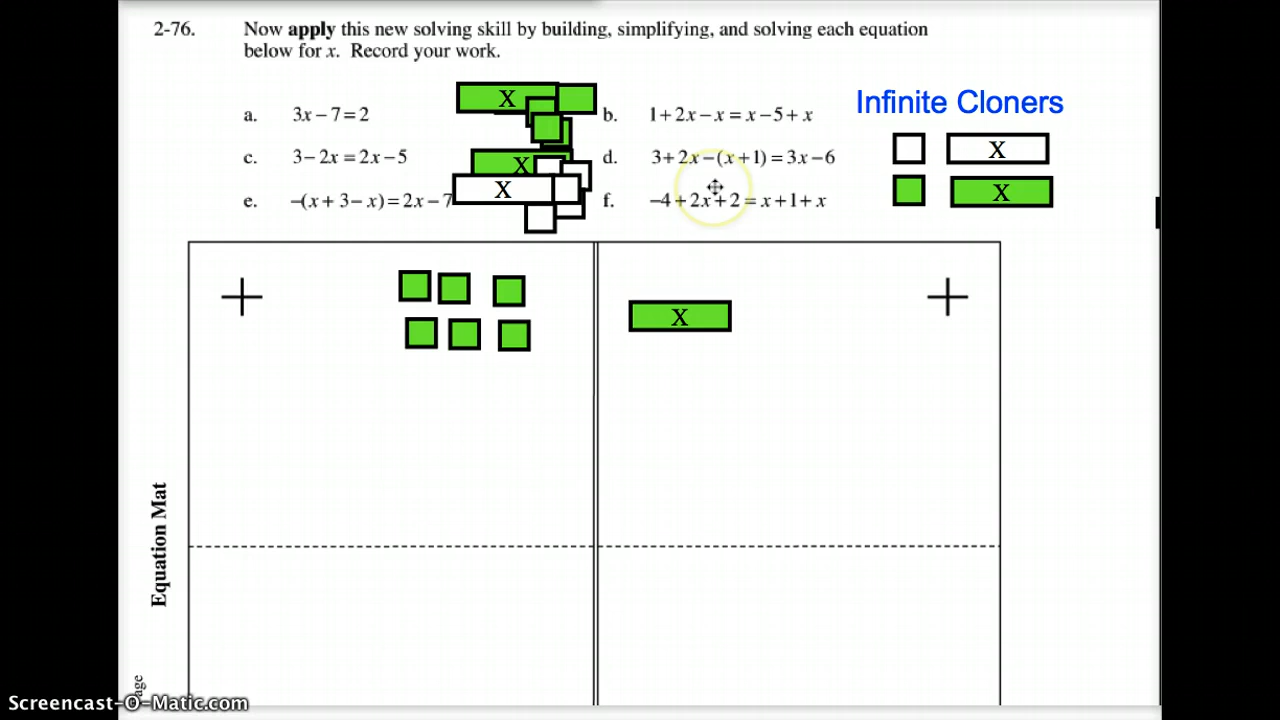 2-76. Now apply this new solving skill by building, simplifying, and solving each equation
below for x. Record your work.
Infinite Cloners
a. 3x – 7 = 2
X
b. 1 + 2x – x = x – 5 + x
X
c. 3 – 2x = 2x – 5
X
d. 3 + 2x – (x + 1) = 3x – 6
e. –(x + 3 – x) = 2x – 7
X
f. –4 + 2x + 2 = x + 1 + x
X
+
X
+
Equation Mat
age
Screencast-O-Matic.com